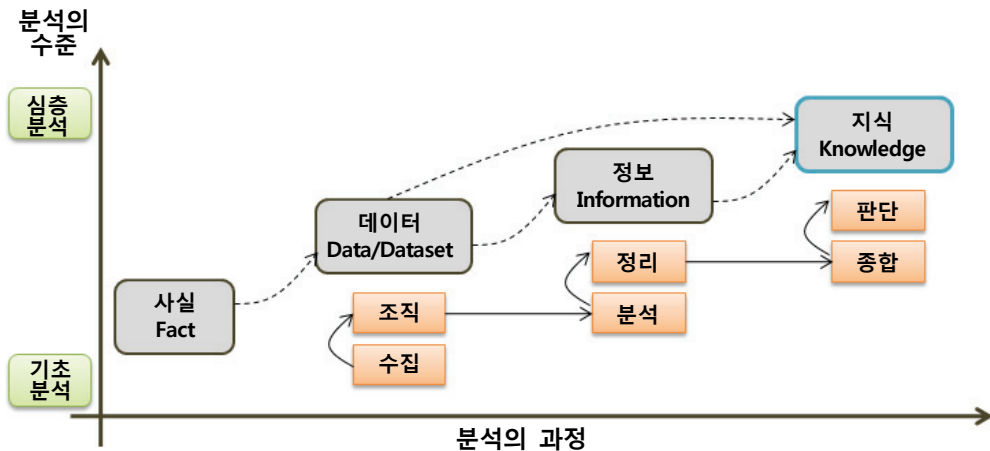 분석의
수준
심층
분석
지식
Knowledge
정보
Information
데이터
Data/Dataset
판단
정리
종합
사실
Fact
조직
분석
수집
기초
분석
분석의 과정